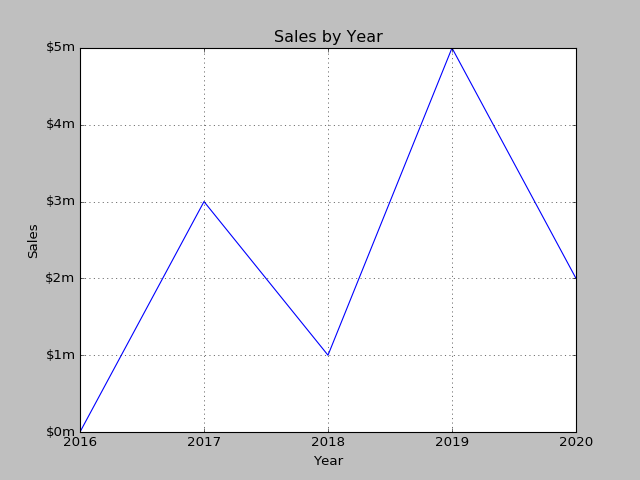 Sales by Year
$5m
$4m
$3m
$2m
$1m
$0m
Sales
2016 2017 2018 2019 2020
Year